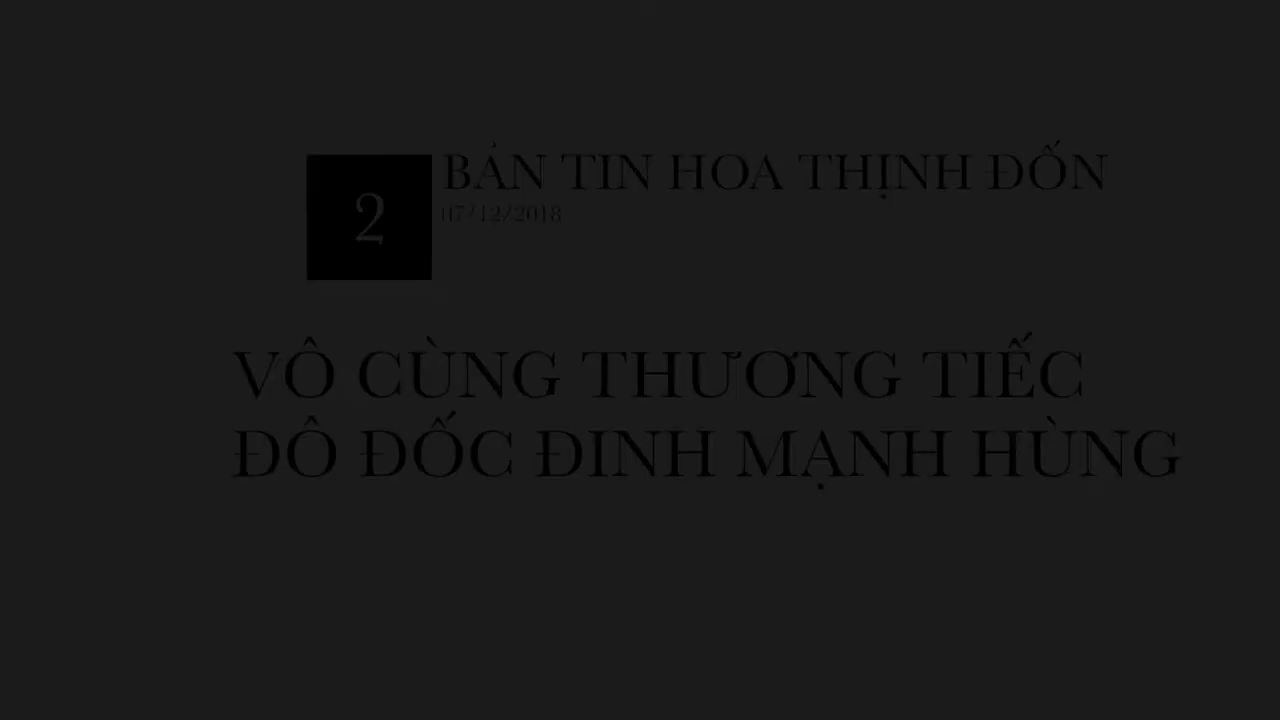 2
BẢN TIN HOA THỊNH ĐỐN
07/12/2018
VÔ CÙNG THƯƠNG TIẾC
ĐÔ ĐỐC ĐINH MẠNH HÙNG